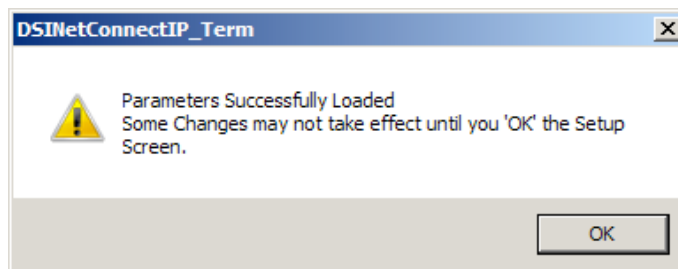 DSINetConnectIP_Term
Parameters Successfully Loaded
Some Changes may not take effect until you 'OK' the Setup
Screen.
OK